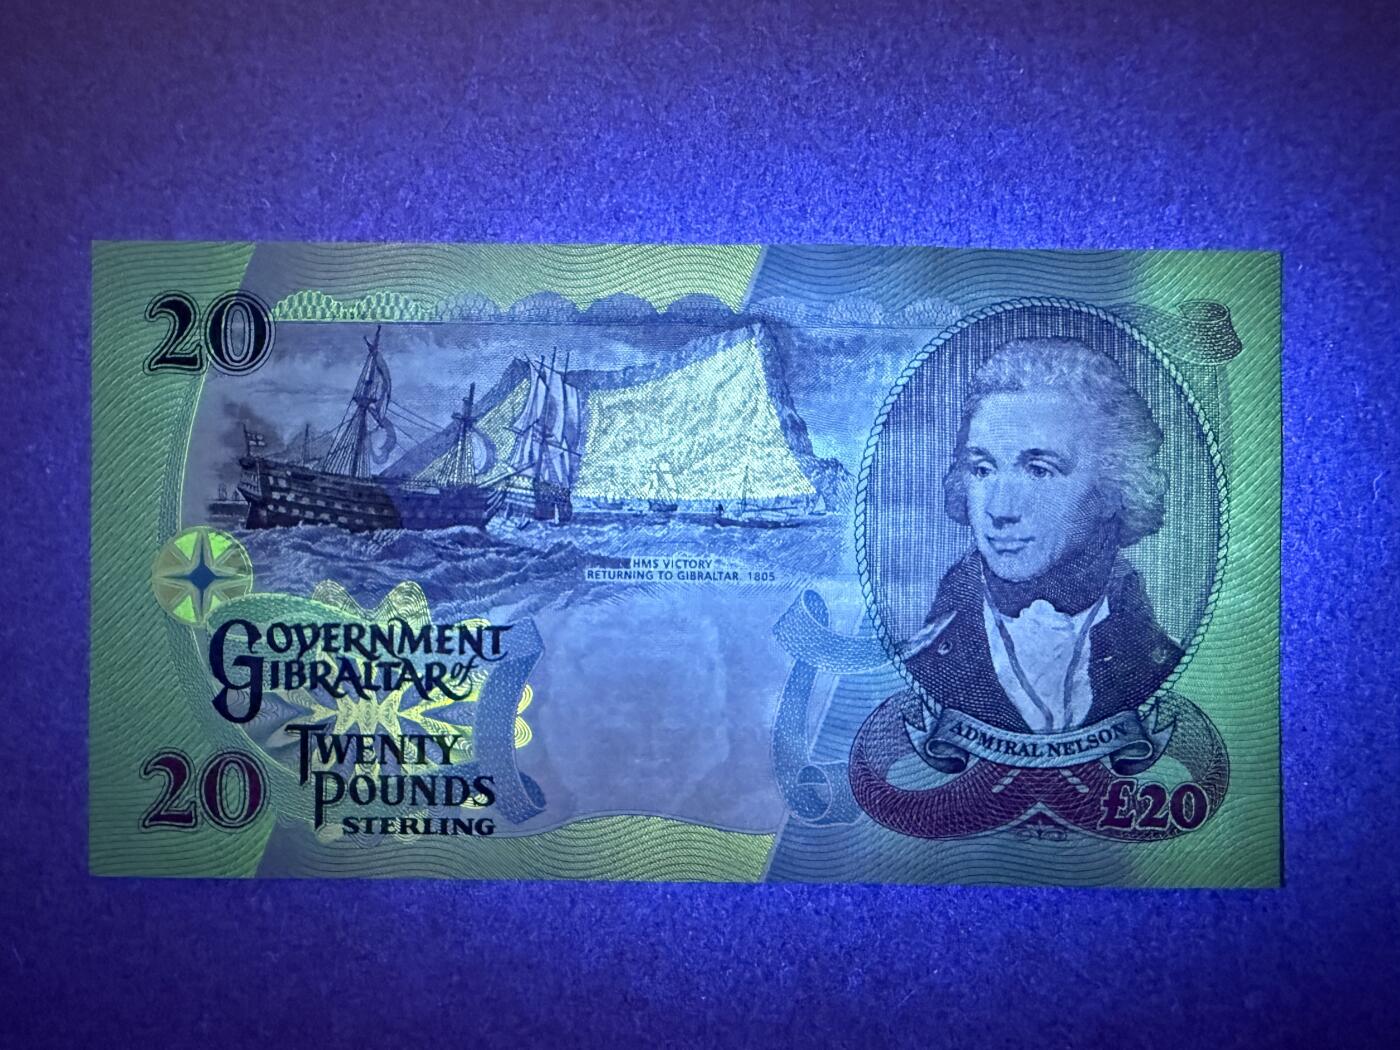 20
HMS VICTORY
RETURNING TO GIBRALTAR. 1805
GOVERNMENT
of
GIBRALTAR
TWENTY
POUNDS
STERLING
20
ADMIRAL NELSON
£20